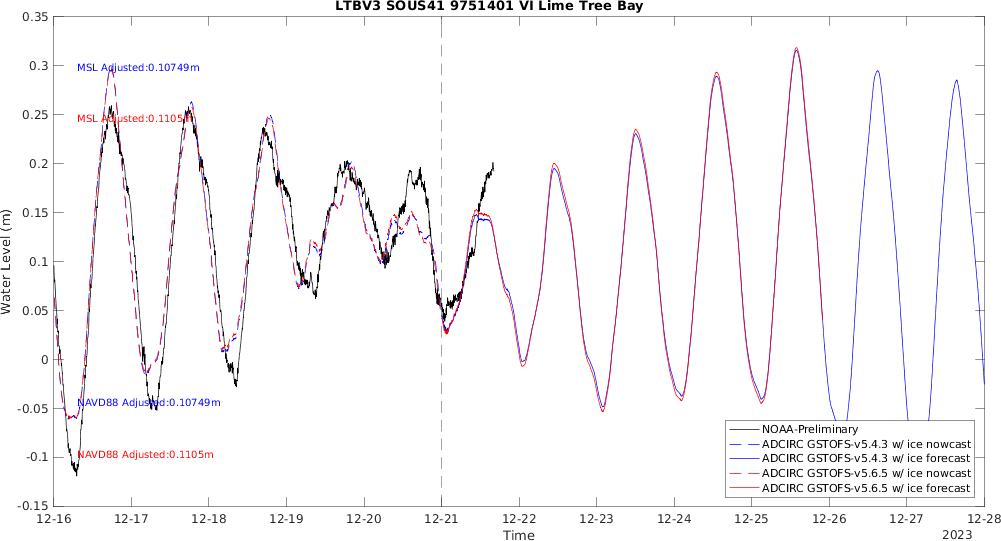 LTBV3 SOUS41 9751401 VI Lime Tree Bay
Water Level (m)
0.35
0.3
0.25
0.2
0.15
0.1
0.05
0
-0.05
-0.1
-0.15
MSL Adjusted:0.10749m
MSL Adjusted:0.1105m
NAVD88 Adjusted:0.10749m
NAVD88 Adjusted:0.1105m
NOAA-Preliminary
ADCIRC GSTOFS-v5.4.3 w/ ice nowcast
ADCIRC GSTOFS-v5.4.3 w/ ice forecast
ADCIRC GSTOFS-v5.6.5 w/ ice nowcast
ADCIRC GSTOFS-v5.6.5 w/ ice forecast
12-16 12-17 12-18 12-19 12-20 12-21 12-22 12-23 12-24 12-25 12-26 12-27 12-28
Time
2023